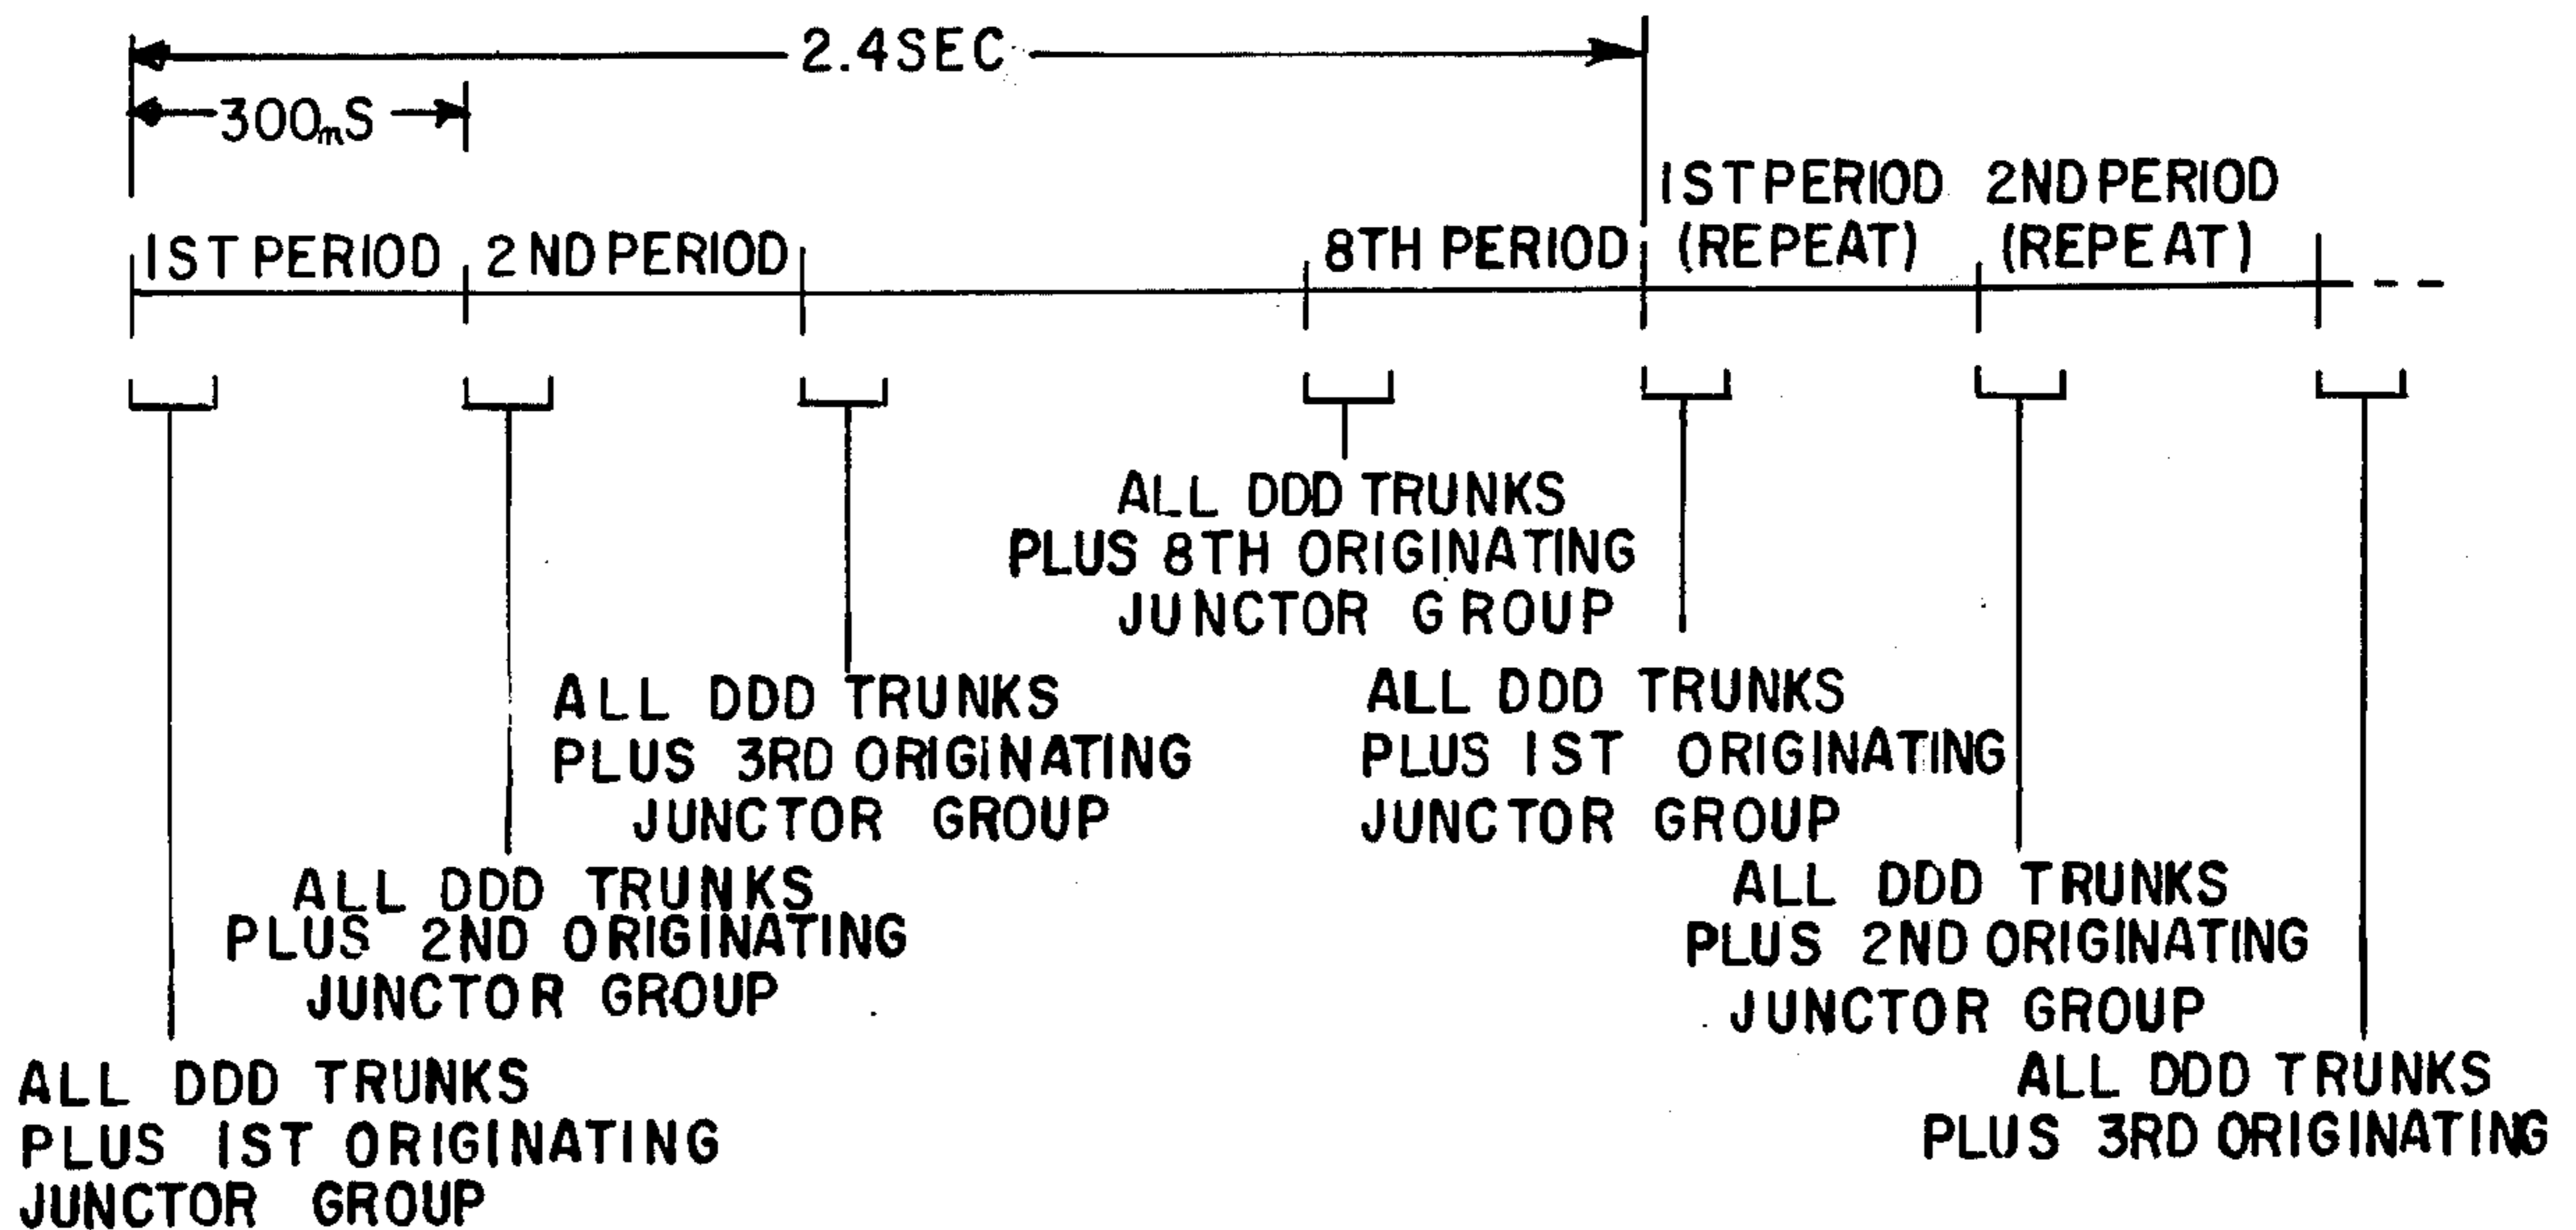 2.4SEC
300mS
1ST PERIOD
2ND PERIOD
8TH PERIOD
1ST PERIOD
(REPEAT)
2ND PERIOD
(REPEAT)
ALL DDD TRUNKS
PLUS 8TH ORIGINATING
JUNCTOR GROUP
ALL DDD TRUNKS
PLUS 3RD ORIGINATING
JUNCTOR GROUP
ALL DDD TRUNKS
PLUS 1ST ORIGINATING
JUNCTOR GROUP
ALL DDD TRUNKS
PLUS 2ND ORIGINATING
JUNCTOR GROUP
ALL DDD TRUNKS
PLUS 2ND ORIGINATING
JUNCTOR GROUP
ALL DDD TRUNKS
PLUS 1ST ORIGINATING
JUNCTOR GROUP
ALL DDD TRUNKS
PLUS 3RD ORIGINATING